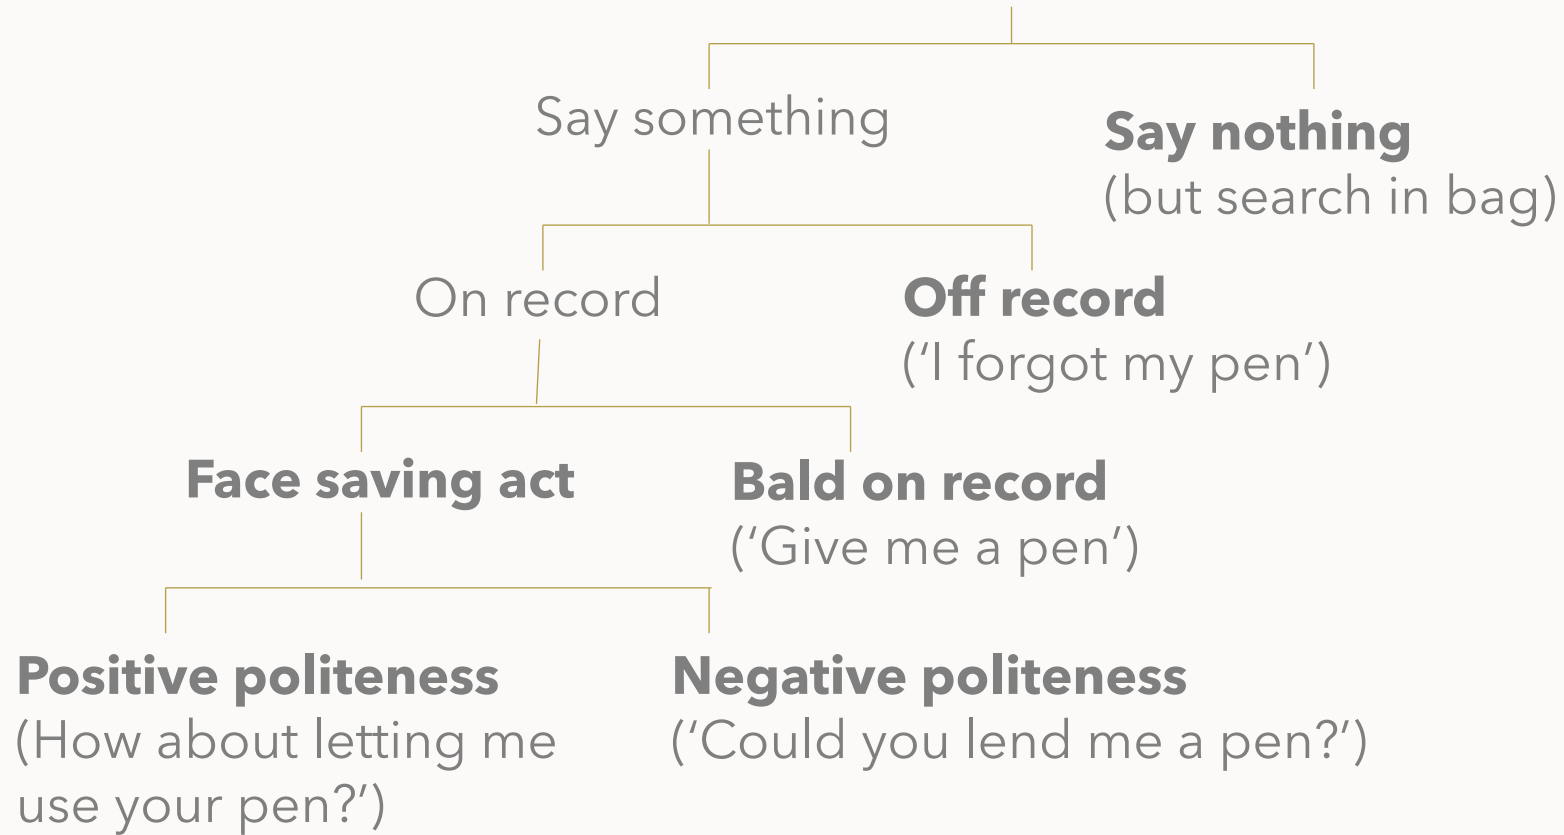 Say something
Say nothing
(but search in bag)
On record
Off record
(‘I forgot my pen’)
Face saving act
Bald on record
(‘Give me a pen’)
Positive politeness
(How about letting me
use your pen?’)
Negative politeness
(‘Could you lend me a pen?’)